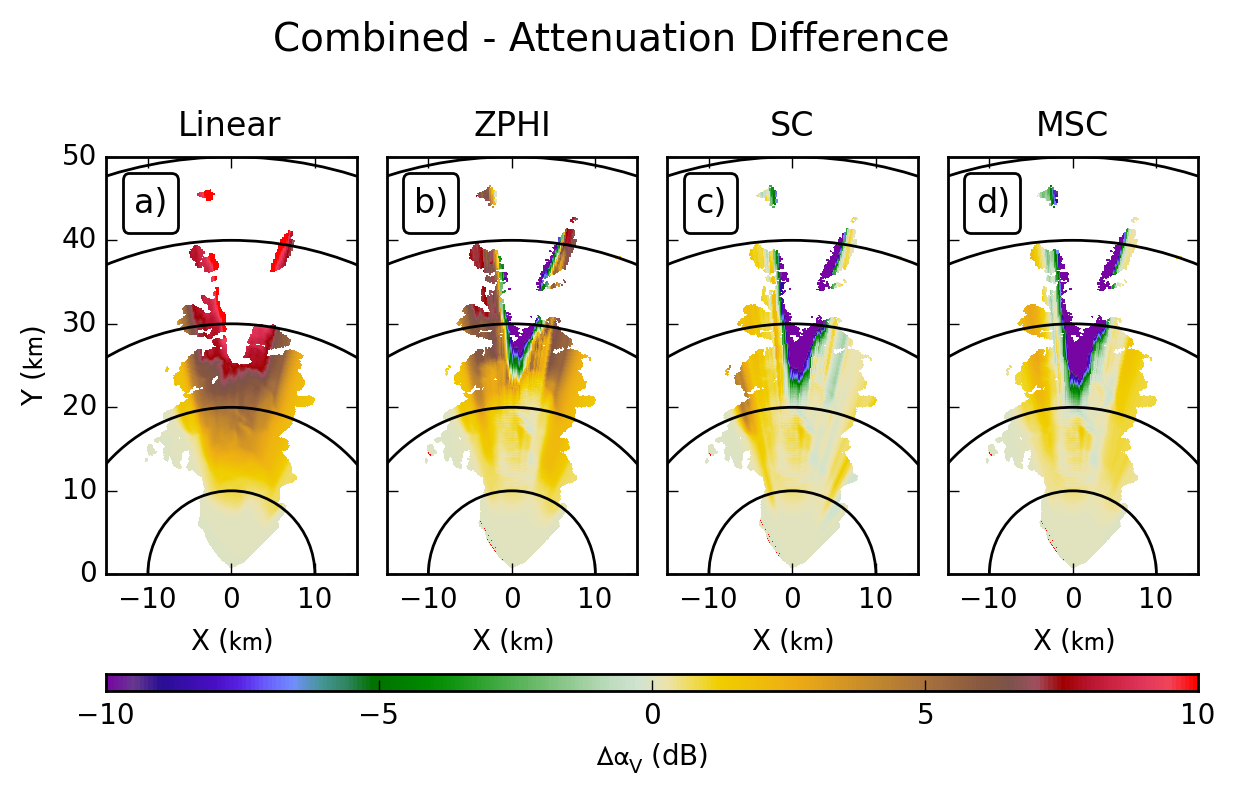 Combined - Attenuation Difference
Linear ZPHI SC MSC
a) b) c) d)
50
40
30
20
10
0
Y (km)
−10 0 10 −10 0 10 −10 0 10 −10 0 10
X (km) X (km) X (km) X (km)
−10 −5 0 5 10
Δα_V (dB)